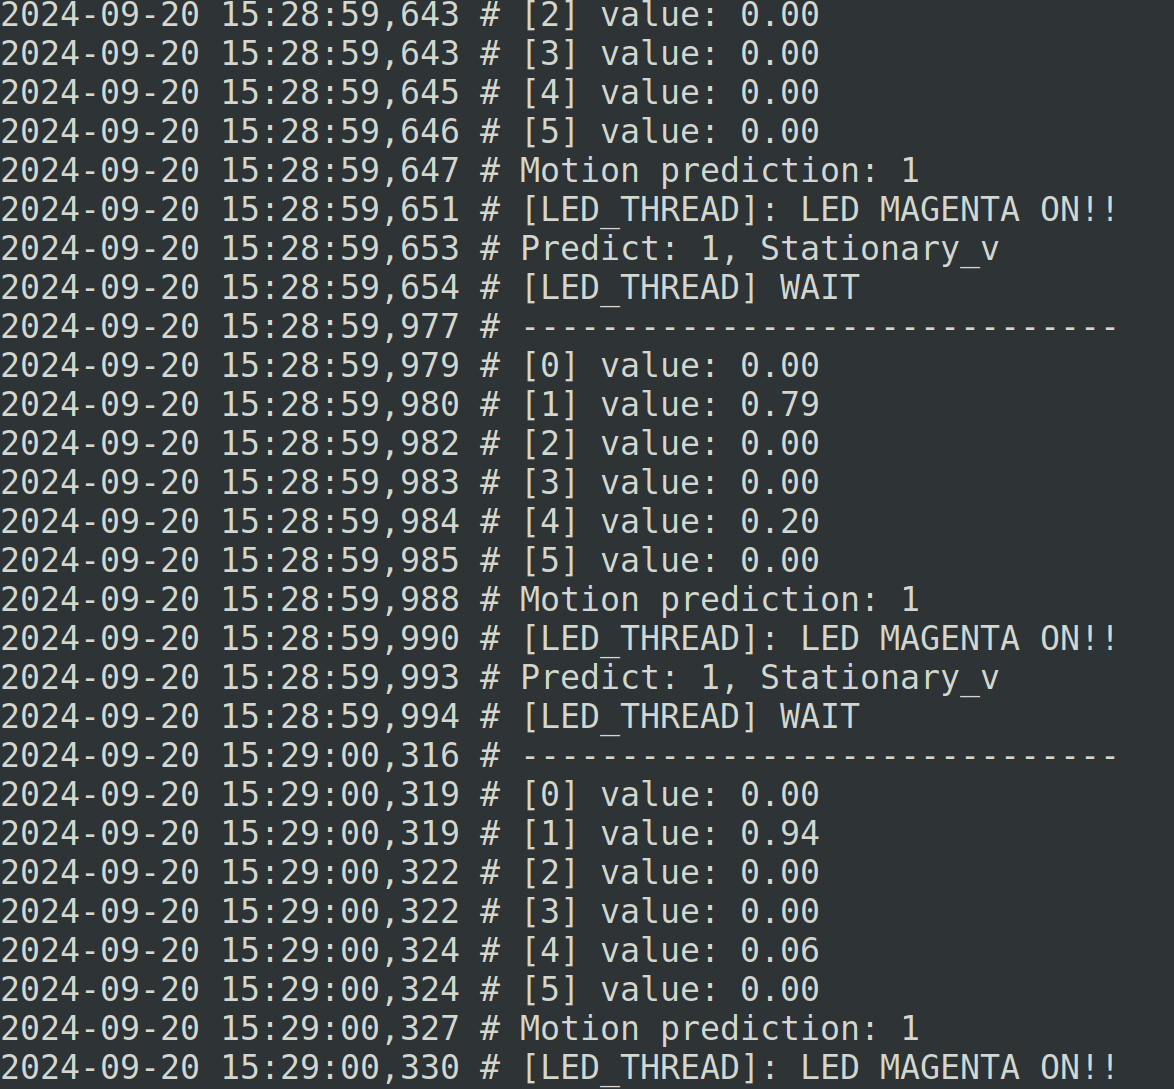 2024-09-20 15:28:59,643 # [2] value: 0.00
2024-09-20 15:28:59,643 # [3] value: 0.00
2024-09-20 15:28:59,645 # [4] value: 0.00
2024-09-20 15:28:59,646 # [5] value: 0.00
2024-09-20 15:28:59,647 # Motion prediction: 1
2024-09-20 15:28:59,651 # [LED_THREAD]: LED MAGENTA ON!!
2024-09-20 15:28:59,653 # Predict: 1, Stationary_v
2024-09-20 15:28:59,654 # [LED_THREAD] WAIT
2024-09-20 15:28:59,977 # ------------------------------
2024-09-20 15:28:59,979 # [0] value: 0.00
2024-09-20 15:28:59,980 # [1] value: 0.79
2024-09-20 15:28:59,982 # [2] value: 0.00
2024-09-20 15:28:59,983 # [3] value: 0.00
2024-09-20 15:28:59,984 # [4] value: 0.20
2024-09-20 15:28:59,985 # [5] value: 0.00
2024-09-20 15:28:59,988 # Motion prediction: 1
2024-09-20 15:28:59,990 # [LED_THREAD]: LED MAGENTA ON!!
2024-09-20 15:28:59,993 # Predict: 1, Stationary_v
2024-09-20 15:28:59,994 # [LED_THREAD] WAIT
2024-09-20 15:29:00,316 # ------------------------------
2024-09-20 15:29:00,319 # [0] value: 0.00
2024-09-20 15:29:00,319 # [1] value: 0.94
2024-09-20 15:29:00,322 # [2] value: 0.00
2024-09-20 15:29:00,322 # [3] value: 0.00
2024-09-20 15:29:00,324 # [4] value: 0.06
2024-09-20 15:29:00,324 # [5] value: 0.00
2024-09-20 15:29:00,327 # Motion prediction: 1
2024-09-20 15:29:00,330 # [LED_THREAD]: LED MAGENTA ON!!